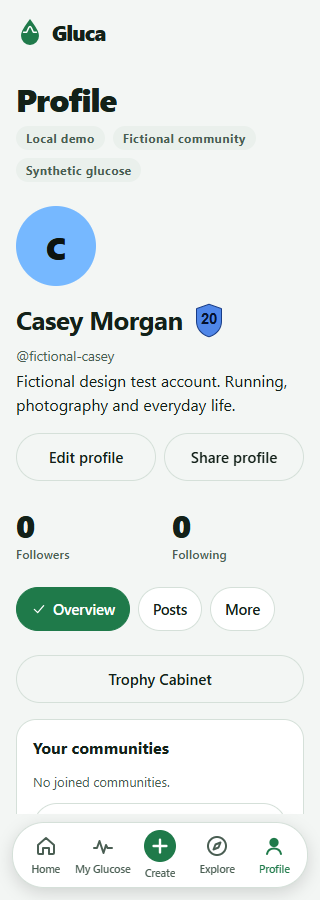 Gluca
Profile
Local demo
Fictional community
Synthetic glucose
C
Casey Morgan
20
@fictional-casey
Fictional design test account. Running,
photography and everyday life.
Edit profile
Share profile
0
Followers
0
Following
Overview
Posts
More
Trophy Cabinet
Your communities
No joined communities.
Home
My Glucose
Create
Explore
Profile